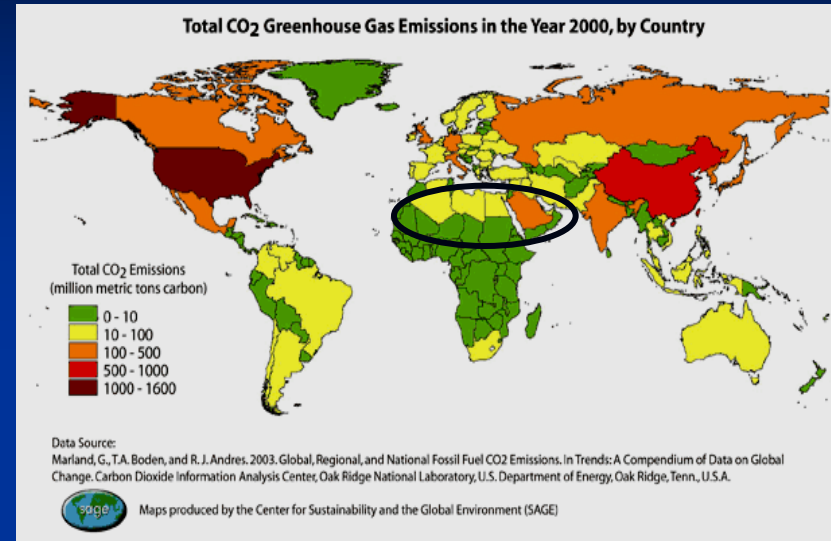 Total CO2 Greenhouse Gas Emissions in the Year 2000, by Country
Total CO2 Emissions
(million metric tons carbon)
0 - 10
10 - 100
100 - 500
500 - 1000
1000 - 1600
Data Source:
Marland, G., T.A. Boden, and R. J. Andres. 2003. Global, Regional, and National Fossil Fuel CO2 Emissions. In Trends: A Compendium of Data on Global
Change. Carbon Dioxide Information Analysis Center, Oak Ridge National Laboratory, U.S. Department of Energy, Oak Ridge, Tenn., U.S.A.
sage
Maps produced by the Center for Sustainability and the Global Environment (SAGE)